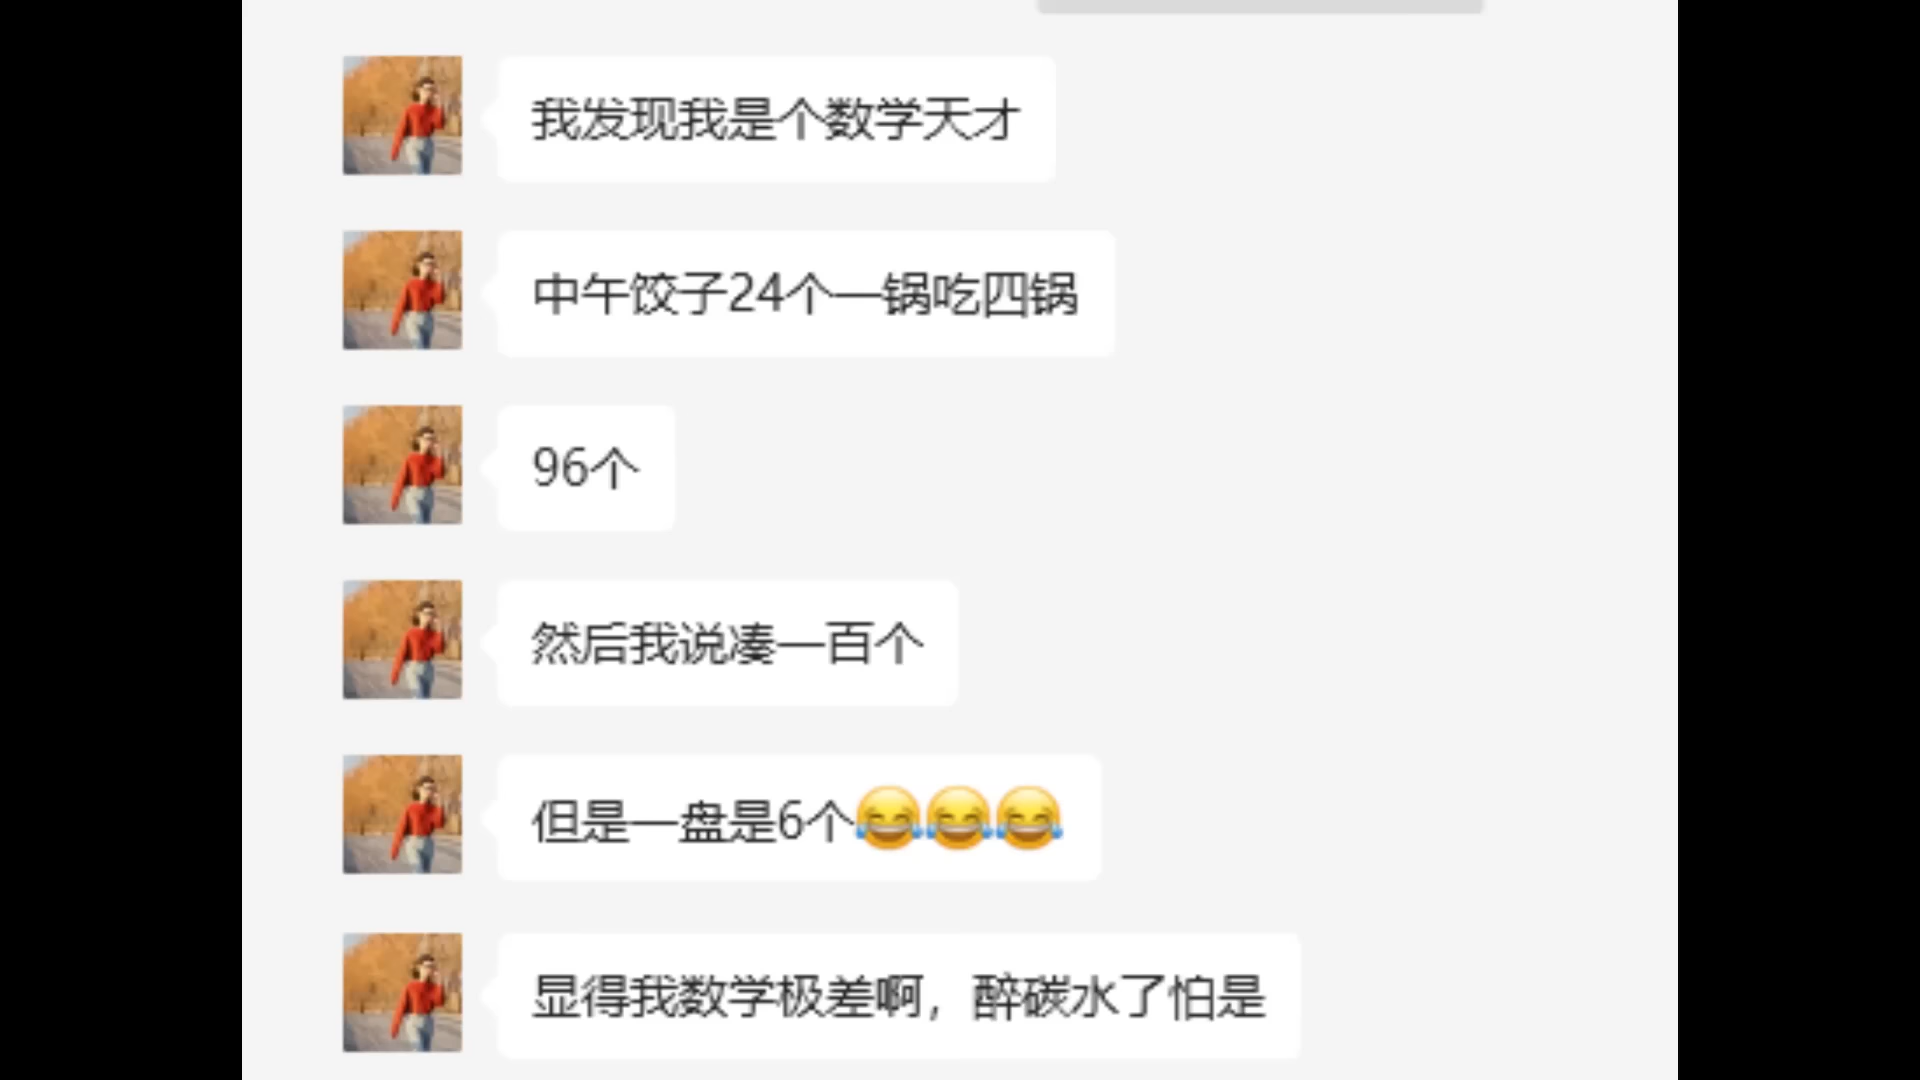 我发现我是个数学天才
中午饺子24个一锅吃四锅
96个
然后我说凑一百个
但是一盘是6个😂😂😂
显得我数学极差啊，醉碳水了怕是